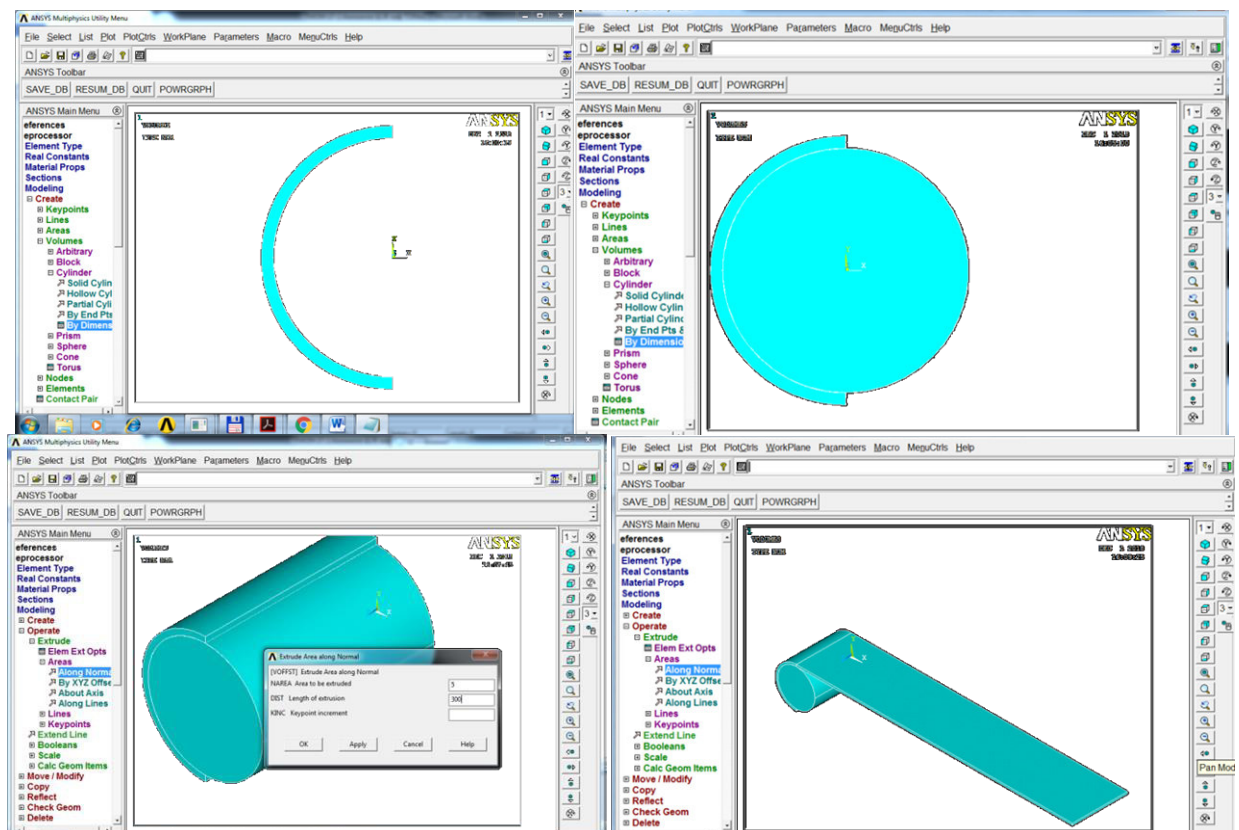 ANSYS Multiphysics Utility Menu
File Select List Plot PlotCtrls WorkPlane Parameters Macro MenuCtrls Help
ANSYS Toolbar
SAVE_DB RESUM_DB QUIT POWRGRPH
ANSYS Main Menu
eferences
eprocessor
Element Type
Real Constants
Material Props
Sections
Modeling
Create
Keypoints
Lines
Areas
Volumes
Arbitrary
Block
Cylinder
Solid Cylin
Hollow Cyl
Partial Cyli
By End Pts
By Dimens
Prism
Sphere
Cone
Torus
Nodes
Elements
Contact Pair
1
ANSYS
X
1
3
File Select List Plot PlotCtrls WorkPlane Parameters Macro MenuCtrls Help
ANSYS Toolbar
SAVE_DB RESUM_DB QUIT POWRGRPH
ANSYS Main Menu
eferences
eprocessor
Element Type
Real Constants
Material Props
Sections
Modeling
Create
Keypoints
Lines
Areas
Volumes
Arbitrary
Block
Cylinder
Solid Cylinde
Hollow Cylin
Partial Cylinc
By End Pts &
By Dimensio
Prism
Sphere
Cone
Torus
Nodes
Elements
Contact Pair
1
ANSYS
Y
X
1
3
ANSYS Multiphysics Utility Menu
File Select List Plot PlotCtrls WorkPlane Parameters Macro MenuCtrls Help
ANSYS Toolbar
SAVE_DB RESUM_DB QUIT POWRGRPH
ANSYS Main Menu
eferences
eprocessor
Element Type
Real Constants
Material Props
Sections
Modeling
Create
Operate
Extrude
Elem Ext Opts
Areas
Along Norma
By XYZ Offse
About Axis
Along Lines
Lines
Keypoints
Extend Line
Booleans
Scale
Calc Geom Items
Move / Modify
Copy
Reflect
Check Geom
Delete
1
ANSYS
Extrude Area along Normal
[VOFFST] Extrude Area along Normal
NAREA Area to be extruded 5
DIST Length of extrusion 300
KINC Keypoint increment
OK Apply Cancel Help
1
3
File Select List Plot PlotCtrls WorkPlane Parameters Macro MenuCtrls Help
ANSYS Toolbar
SAVE_DB RESUM_DB QUIT POWRGRPH
ANSYS Main Menu
eferences
eprocessor
Element Type
Real Constants
Material Props
Sections
Modeling
Create
Operate
Extrude
Elem Ext Opts
Areas
Along Norma
By XYZ Offse
About Axis
Along Lines
Lines
Keypoints
Extend Line
Booleans
Scale
Calc Geom Items
Move / Modify
Copy
Reflect
Check Geom
Delete
1
ANSYS
1
3
Pan Mod